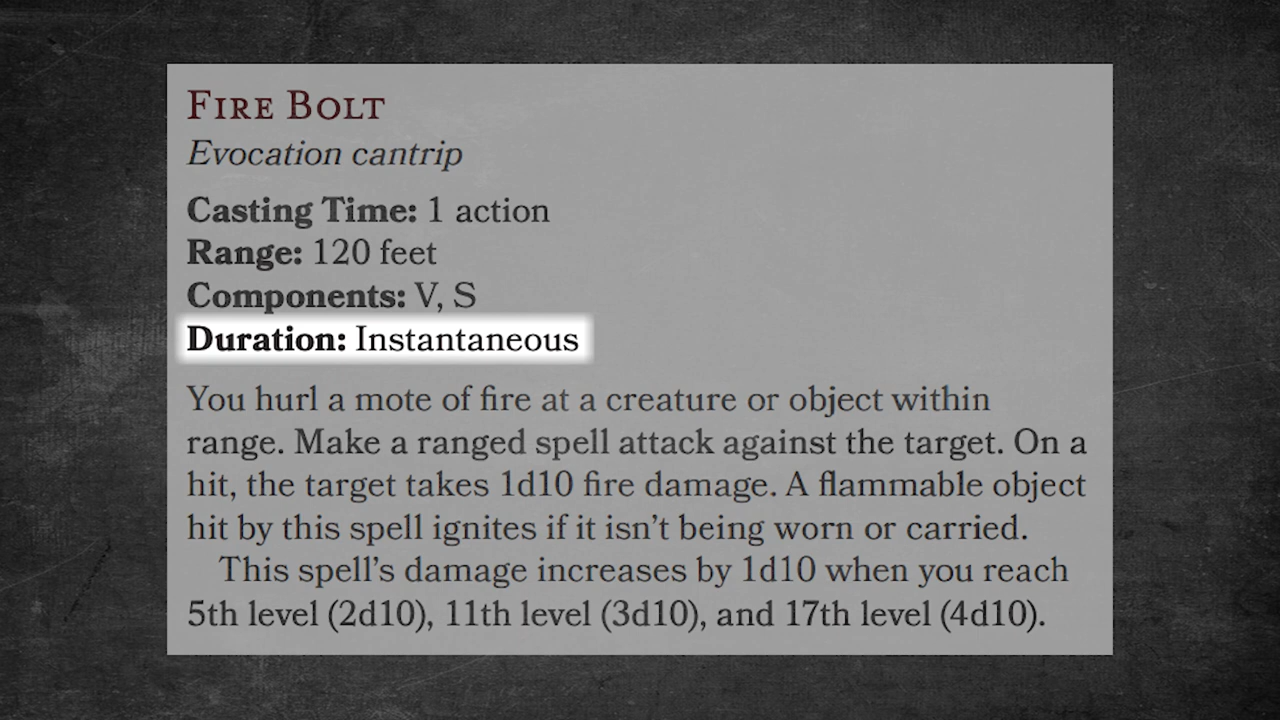 Fire Bolt
Evocation cantrip
Casting Time: 1 action
Range: 120 feet
Components: V, S
Duration: Instantaneous
You hurl a mote of fire at a creature or object within
range. Make a ranged spell attack against the target. On a
hit, the target takes 1d10 fire damage. A flammable object
hit by this spell ignites if it isn't being worn or carried.
This spell's damage increases by 1d10 when you reach
5th level (2d10), 11th level (3d10), and 17th level (4d10).